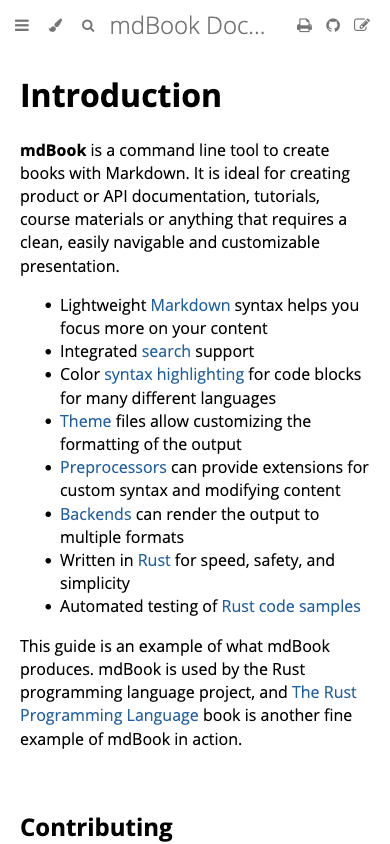 mdBook Doc...
Introduction
mdBook is a command line tool to create
books with Markdown. It is ideal for creating
product or API documentation, tutorials,
course materials or anything that requires a
clean, easily navigable and customizable
presentation.
• Lightweight Markdown syntax helps you
focus more on your content
• Integrated search support
• Color syntax highlighting for code blocks
for many different languages
• Theme files allow customizing the
formatting of the output
• Preprocessors can provide extensions for
custom syntax and modifying content
• Backends can render the output to
multiple formats
• Written in Rust for speed, safety, and
simplicity
• Automated testing of Rust code samples
This guide is an example of what mdBook
produces. mdBook is used by the Rust
programming language project, and The Rust
Programming Language book is another fine
example of mdBook in action.
Contributing